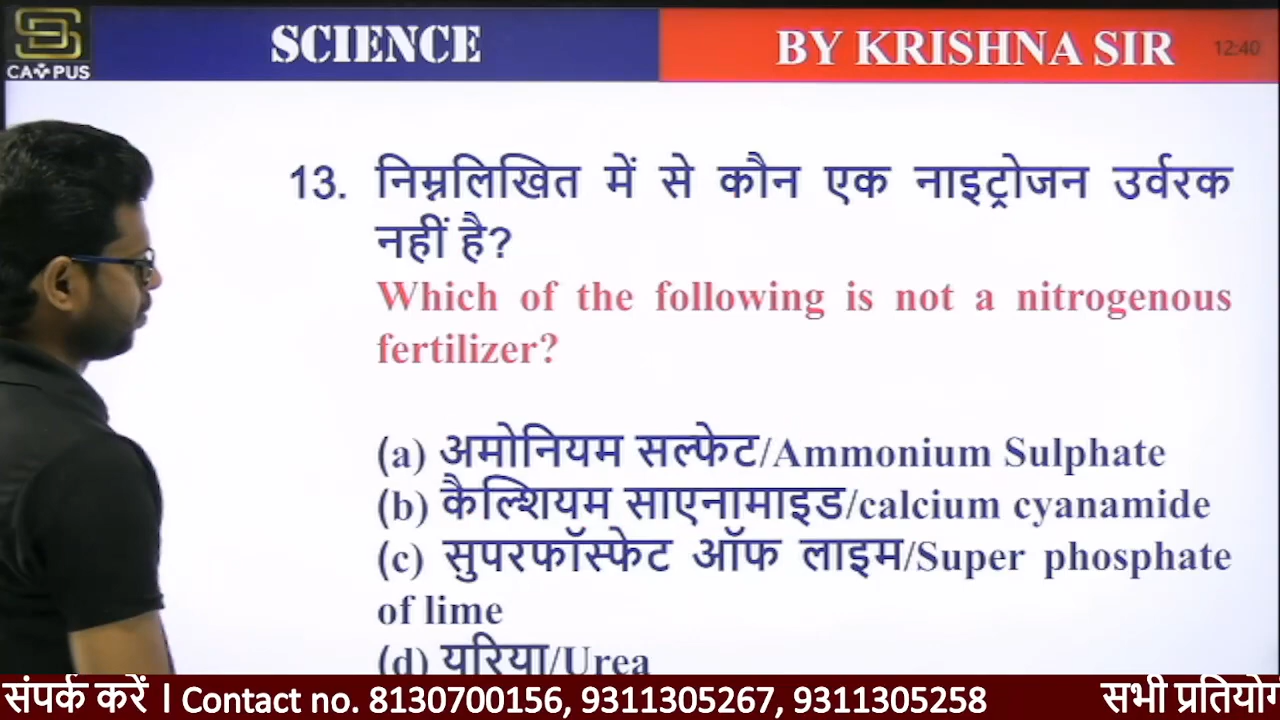 CAMPUS
SCIENCE
BY KRISHNA SIR
12:40
13. निम्नलिखित में से कौन एक नाइट्रोजन उर्वरक
नहीं है?
Which of the following is not a nitrogenous
fertilizer?
(a) अमोनियम सल्फेट/Ammonium Sulphate
(b) कैल्शियम साएनामाइड/calcium cyanamide
(c) सुपरफॉस्फेट ऑफ लाइम/Super phosphate
of lime
(d) यूरिया/Urea
संपर्क करें । Contact no. 8130700156, 9311305267, 9311305258 सभी